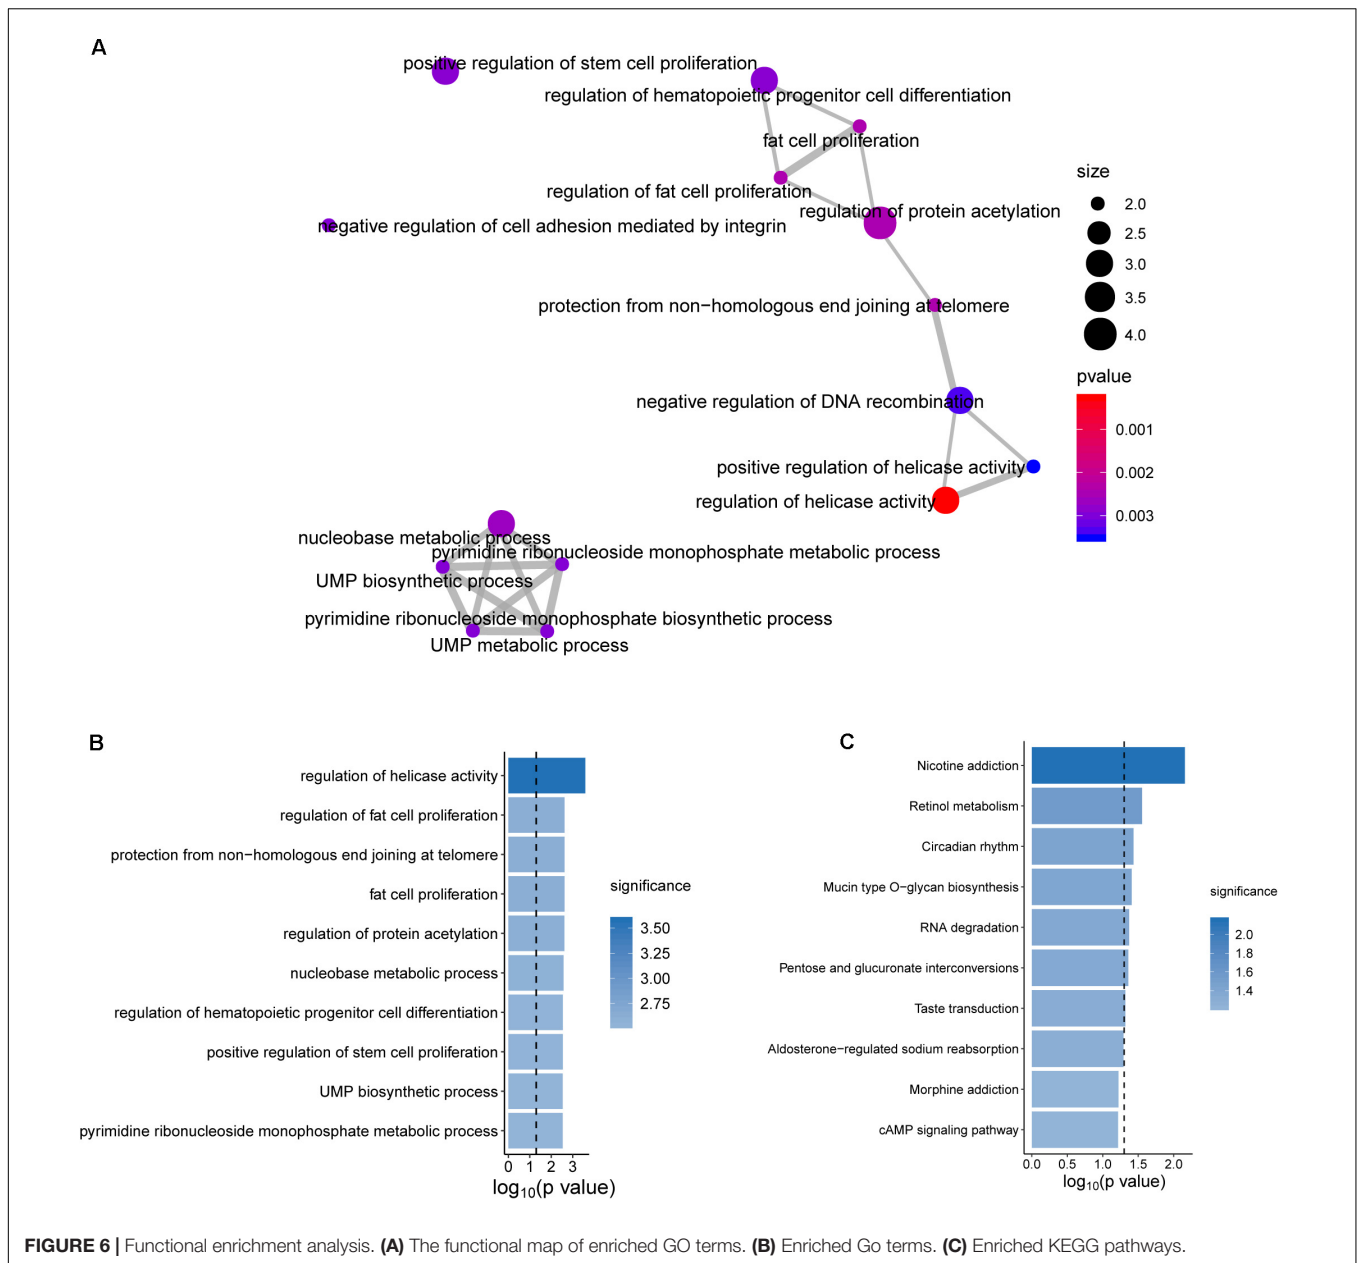 A
positive regulation of stem cell proliferation
regulation of hematopoietic progenitor cell differentiation
fat cell proliferation
regulation of fat cell proliferation
regulation of protein acetylation
negative regulation of cell adhesion mediated by integrin
protection from non−homologous end joining at telomere
negative regulation of DNA recombination
positive regulation of helicase activity
regulation of helicase activity
nucleobase metabolic process
pyrimidine ribonucleoside monophosphate metabolic process
UMP biosynthetic process
pyrimidine ribonucleoside monophosphate biosynthetic process
UMP metabolic process
size
2.0
2.5
3.0
3.5
4.0
pvalue
0.001
0.002
0.003
B
regulation of helicase activity
regulation of fat cell proliferation
protection from non−homologous end joining at telomere
fat cell proliferation
regulation of protein acetylation
nucleobase metabolic process
regulation of hematopoietic progenitor cell differentiation
positive regulation of stem cell proliferation
UMP biosynthetic process
pyrimidine ribonucleoside monophosphate metabolic process
0 1 2 3
log10(p value)
significance
3.50
3.25
3.00
2.75
C
Nicotine addiction
Retinol metabolism
Circadian rhythm
Mucin type O−glycan biosynthesis
RNA degradation
Pentose and glucuronate interconversions
Taste transduction
Aldosterone−regulated sodium reabsorption
Morphine addiction
cAMP signaling pathway
0.0 0.5 1.0 1.5 2.0
log10(p value)
significance
2.0
1.8
1.6
1.4
FIGURE 6 | Functional enrichment analysis. (A) The functional map of enriched GO terms. (B) Enriched Go terms. (C) Enriched KEGG pathways.